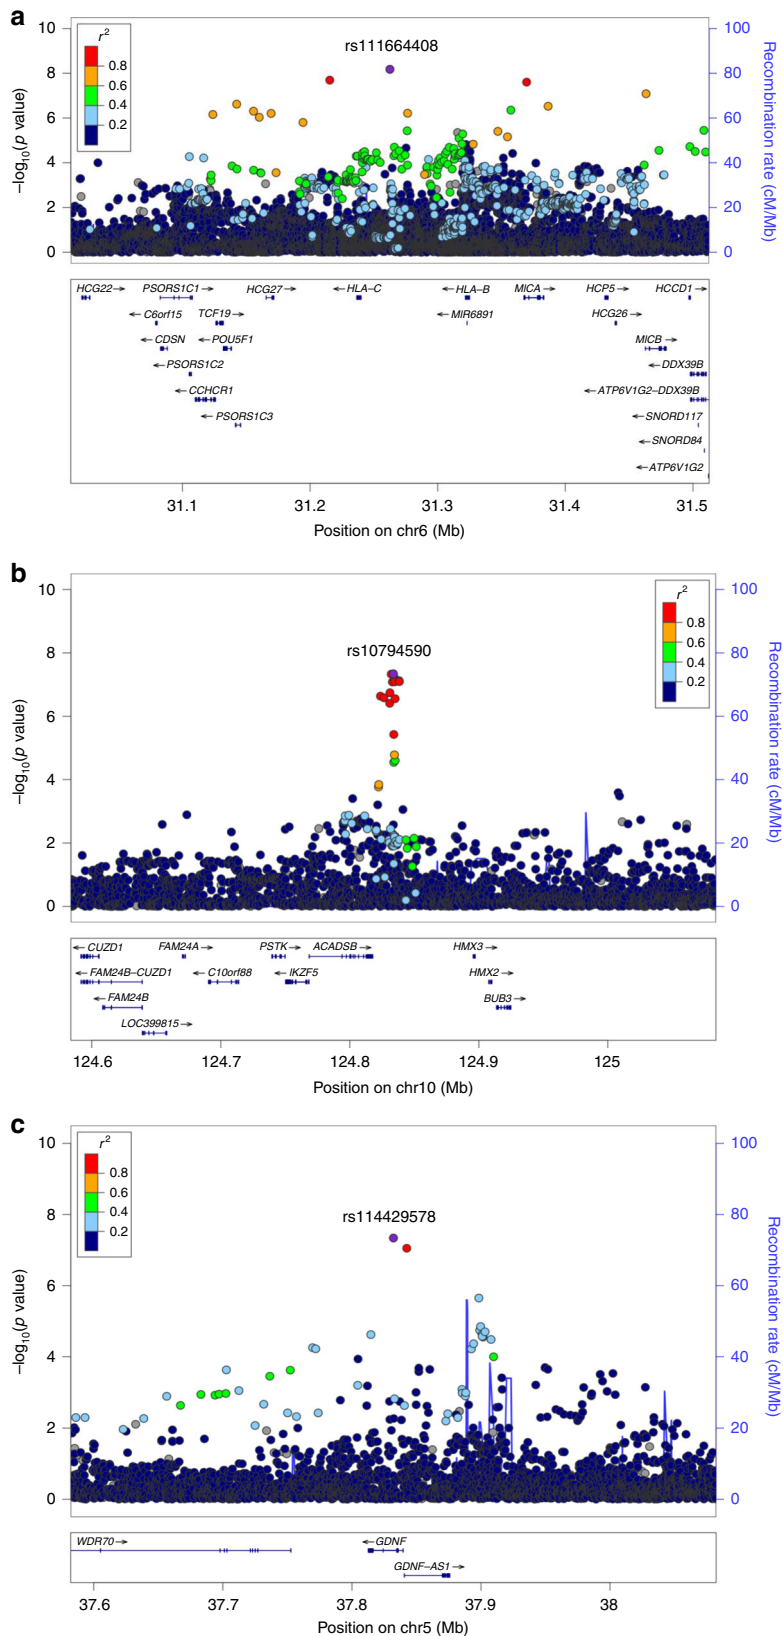 a
10
8
6
4
2
0
−log10(p value)
r2
0.8
0.6
0.4
0.2
rs111664408
100
80
60
40
20
0
Recombination rate (cM/Mb)
HCG22→
PSORS1C1→
HCG27→
←HLA−C
←HLA−B
MICA→
HCP5→
HCCD1→
←C6orf15
TCF19→
←MIR6891
HCG26→
←CDSN
←POU5F1
MICB→
←PSORS1C2
←DDX39B
←CCHCR1
←ATP6V1G2−DDX39B
←PSORS1C3
←SNORD117
←SNORD84
←ATP6V1G2
31.1
31.2
31.3
31.4
31.5
Position on chr6 (Mb)
b
10
8
6
4
2
0
−log10(p value)
rs10794590
r2
0.8
0.6
0.4
0.2
100
80
60
40
20
0
Recombination rate (cM/Mb)
←CUZD1
FAM24A→
PSTK→
ACADSB→
HMX3→
←FAM24B−CUZD1
←C10orf88
←IKZF5
HMX2→
←FAM24B
BUB3→
LOC399815→
124.6
124.7
124.8
124.9
125
Position on chr10 (Mb)
c
10
8
6
4
2
0
−log10(p value)
r2
0.8
0.6
0.4
0.2
rs114429578
100
80
60
40
20
0
Recombination rate (cM/Mb)
WDR70→
←GDNF
GDNF−AS1→
37.6
37.7
37.8
37.9
38
Position on chr5 (Mb)